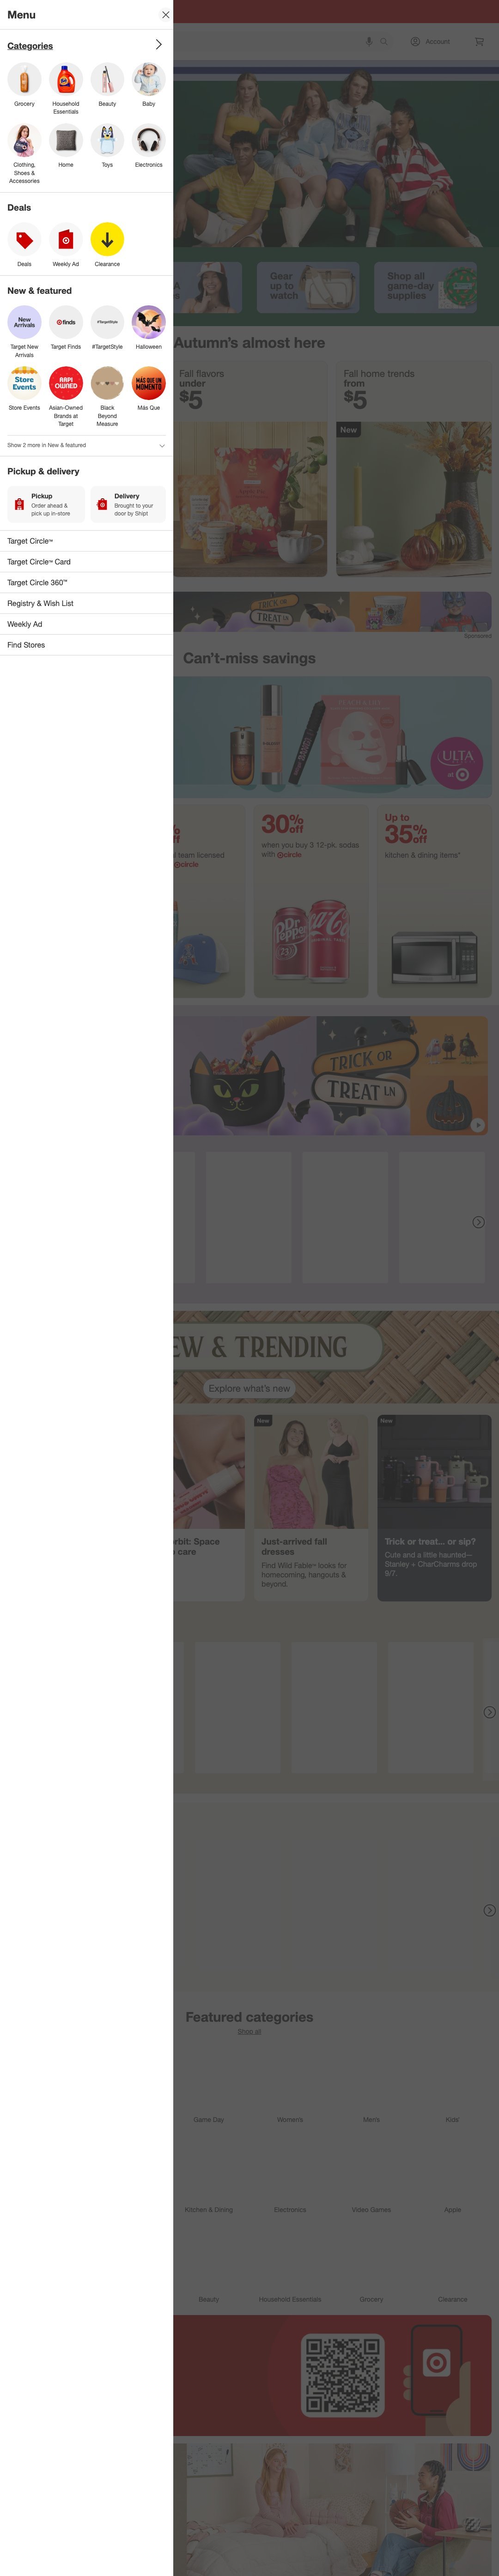 Menu
Categories
Grocery
Household
Essentials
Beauty
Baby
Clothing,
Shoes &
Accessories
Home
Toys
Electronics
Deals
Deals
Weekly Ad
Clearance
New & featured
New
Arrivals
finds
#TargetStyle
Target New
Arrivals
Target Finds
#TargetStyle
Halloween
Store
Events
AAPI
OWNED
MÁS QUE UN
MOMENTO
Store Events
Asian-Owned
Brands at
Target
Black
Beyond
Measure
Más Que
Show 2 more in New & featured
Pickup & delivery
Pickup
Order ahead &
pick up in-store
Delivery
Brought to your
door by Shipt
Target Circle™
Target Circle™ Card
Target Circle 360™
Registry & Wish List
Weekly Ad
Find Stores
Account
Gear
up to
watch
Shop all
game-day
supplies
Autumn's almost here
Fall flavors
under
$5
Fall home trends
from
$5
New
TRICK OR
TREAT LN
Sponsored
Can't-miss savings
ULTA
at
team licensed
circle
30% off
when you buy 3 12-pk. sodas
with circle
Dr Pepper
23
Coca-Cola
Up to
35% off
kitchen & dining items*
TRICK OR
TREAT LN
EW & TRENDING
Explore what's new
rbit: Space
care
New
Just-arrived fall
dresses
Find Wild Fable™ looks for
homecoming, hangouts &
beyond.
New
Trick or treat... or sip?
Cute and a little haunted—
Stanley + CharCharms drop
9/7.
Featured categories
Shop all
Game Day
Women's
Men's
Kids'
Kitchen & Dining
Electronics
Video Games
Apple
Beauty
Household Essentials
Grocery
Clearance